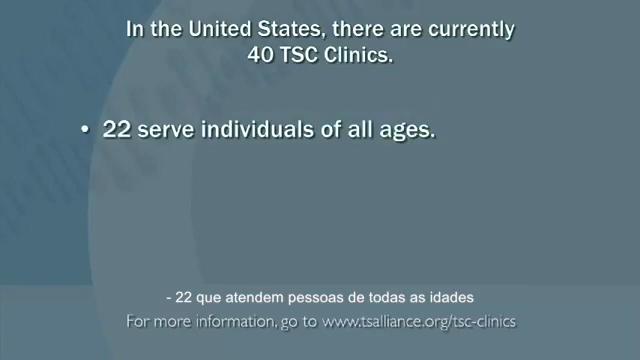 In the United States, there are currently
40 TSC Clinics.
• 22 serve individuals of all ages.
- 22 que atendem pessoas de todas as idades
For more information, go to www.tsalliance.org/tsc-clinics